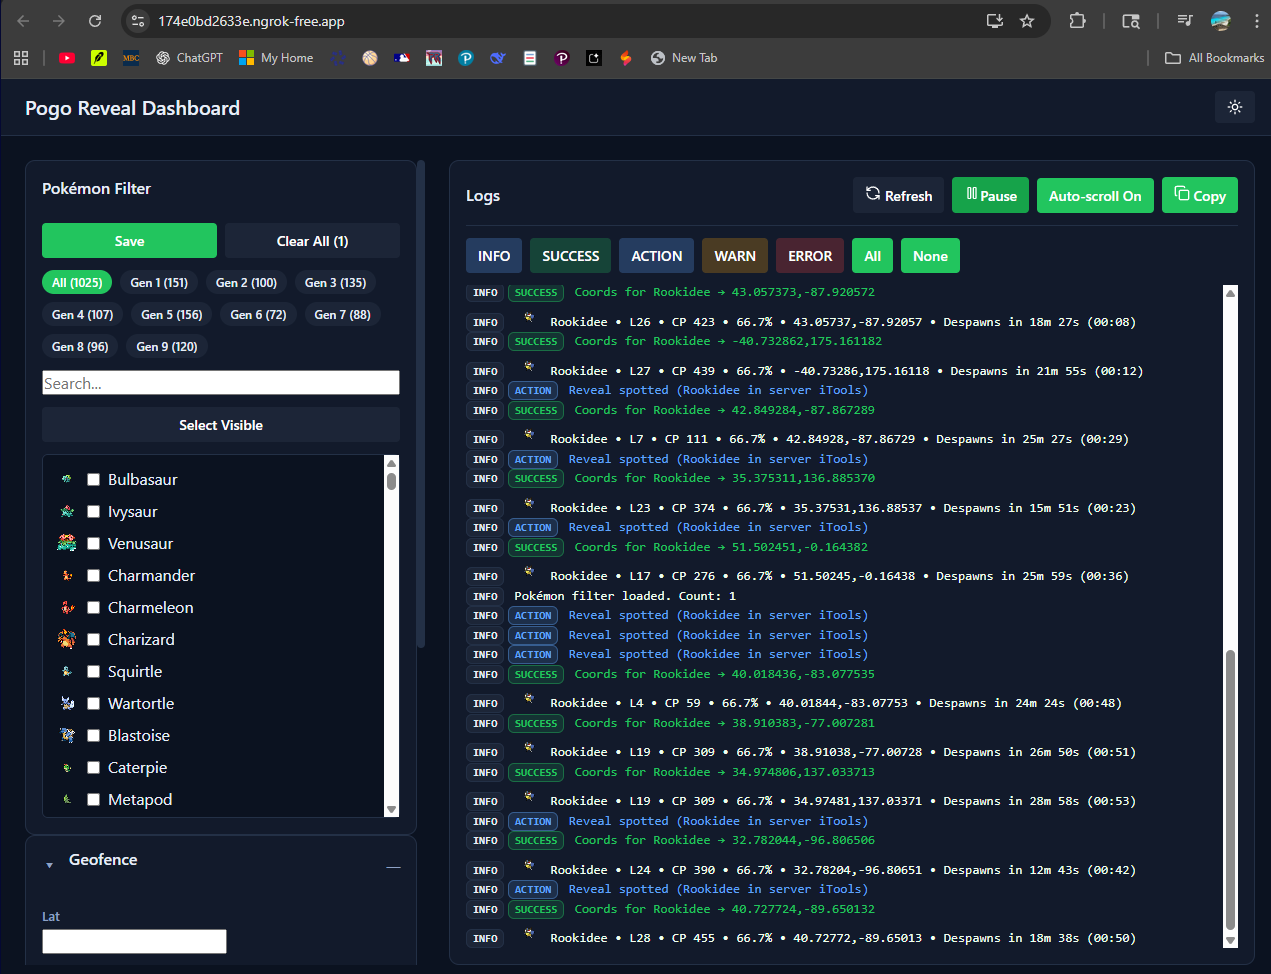 174e0bd2633e.ngrok-free.app
MBC
ChatGPT
My Home
New Tab
All Bookmarks
Pogo Reveal Dashboard
Pokémon Filter
Save
Clear All (1)
All (1025)
Gen 1 (151)
Gen 2 (100)
Gen 3 (135)
Gen 4 (107)
Gen 5 (156)
Gen 6 (72)
Gen 7 (88)
Gen 8 (96)
Gen 9 (120)
Search...
Select Visible
Bulbasaur
Ivysaur
Venusaur
Charmander
Charmeleon
Charizard
Squirtle
Wartortle
Blastoise
Caterpie
Metapod
Geofence
Lat
Logs
Refresh
Pause
Auto-scroll On
Copy
INFO
SUCCESS
ACTION
WARN
ERROR
All
None
INFO SUCCESS Coords for Rookidee → 43.057373,-87.920572
INFO Rookidee • L26 • CP 423 • 66.7% • 43.05737,-87.92057 • Despawns in 18m 27s (00:08)
INFO SUCCESS Coords for Rookidee → -40.732862,175.161182
INFO Rookidee • L27 • CP 439 • 66.7% • -40.73286,175.16118 • Despawns in 21m 55s (00:12)
INFO ACTION Reveal spotted (Rookidee in server iTools)
INFO SUCCESS Coords for Rookidee → 42.849284,-87.867289
INFO Rookidee • L7 • CP 111 • 66.7% • 42.84928,-87.86729 • Despawns in 25m 27s (00:29)
INFO ACTION Reveal spotted (Rookidee in server iTools)
INFO SUCCESS Coords for Rookidee → 35.375311,136.885370
INFO Rookidee • L23 • CP 374 • 66.7% • 35.37531,136.88537 • Despawns in 15m 51s (00:23)
INFO ACTION Reveal spotted (Rookidee in server iTools)
INFO SUCCESS Coords for Rookidee → 51.502451,-0.164382
INFO Rookidee • L17 • CP 276 • 66.7% • 51.50245,-0.16438 • Despawns in 25m 59s (00:36)
INFO Pokémon filter loaded. Count: 1
INFO ACTION Reveal spotted (Rookidee in server iTools)
INFO ACTION Reveal spotted (Rookidee in server iTools)
INFO ACTION Reveal spotted (Rookidee in server iTools)
INFO SUCCESS Coords for Rookidee → 40.018436,-83.077535
INFO Rookidee • L4 • CP 59 • 66.7% • 40.01844,-83.07753 • Despawns in 24m 24s (00:48)
INFO SUCCESS Coords for Rookidee → 38.910383,-77.007281
INFO Rookidee • L19 • CP 309 • 66.7% • 38.91038,-77.00728 • Despawns in 26m 50s (00:51)
INFO SUCCESS Coords for Rookidee → 34.974806,137.033713
INFO Rookidee • L19 • CP 309 • 66.7% • 34.97481,137.03371 • Despawns in 28m 58s (00:53)
INFO ACTION Reveal spotted (Rookidee in server iTools)
INFO SUCCESS Coords for Rookidee → 32.782044,-96.806506
INFO Rookidee • L24 • CP 390 • 66.7% • 32.78204,-96.80651 • Despawns in 12m 43s (00:42)
INFO ACTION Reveal spotted (Rookidee in server iTools)
INFO SUCCESS Coords for Rookidee → 40.727724,-89.650132
INFO Rookidee • L28 • CP 455 • 66.7% • 40.72772,-89.65013 • Despawns in 18m 38s (00:50)